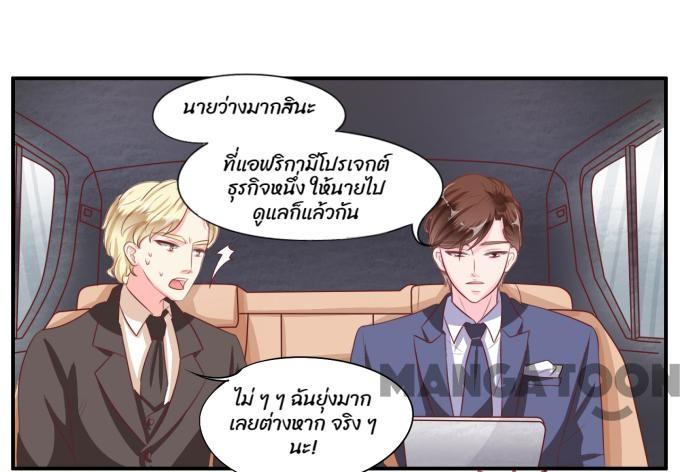 นายว่างมากสินะ
ที่แอฟริกามีโปรเจกต์
ธุรกิจหนึ่ง ให้นายไป
ดูแลก็แล้วกัน
ไม่ ๆ ๆ ฉันยุ่งมาก
เลยต่างหาก จริง ๆ
นะ!
MANGATOON